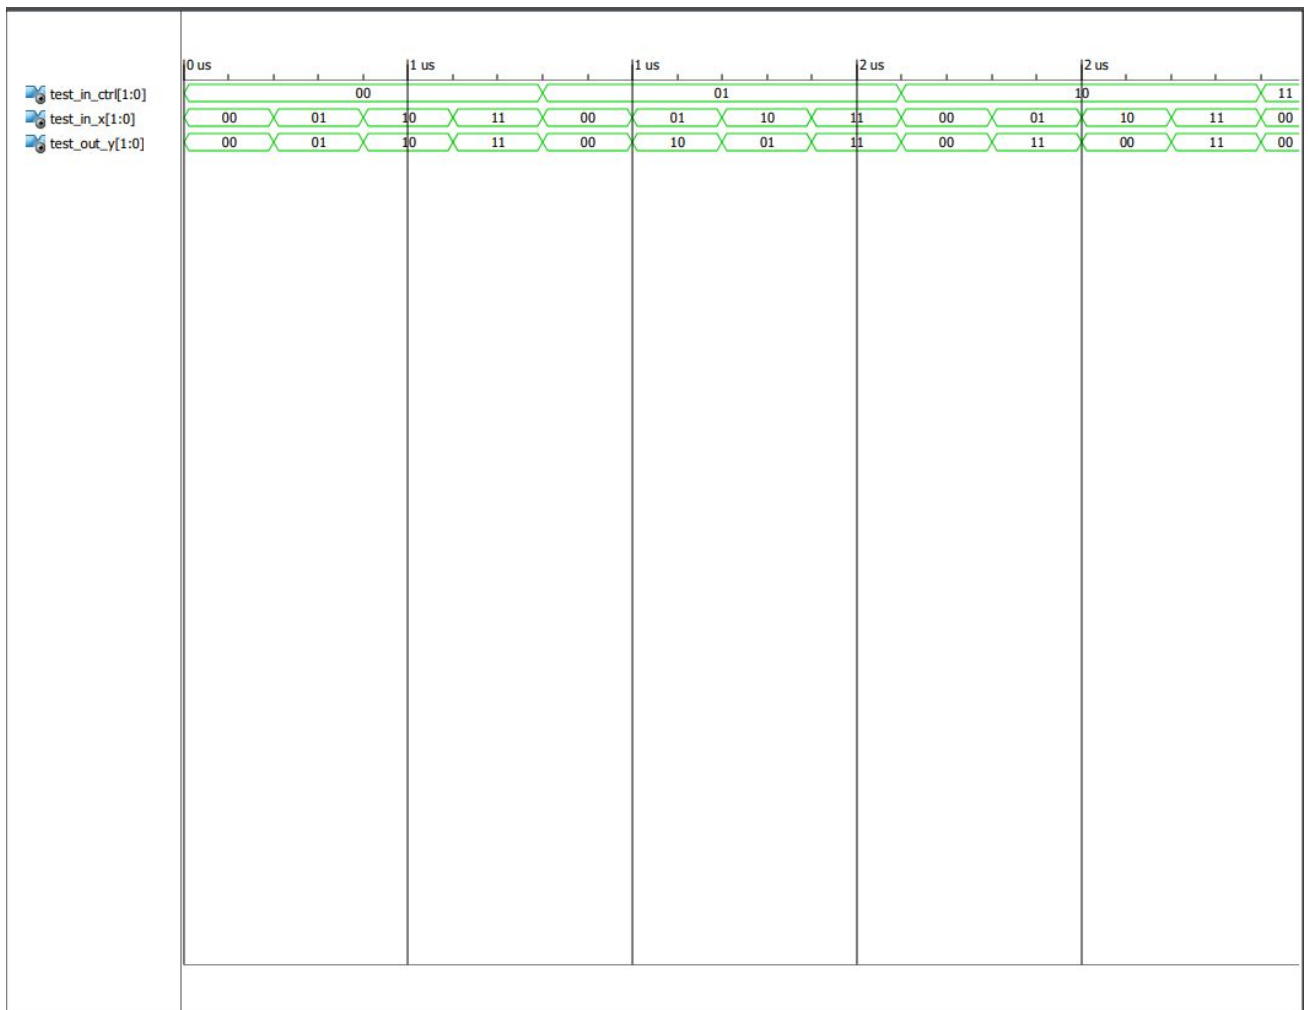 0 us 1 us 1 us 2 us 2 us
test_in_ctrl[1:0] 00 01 10 11
test_in_x[1:0] 00 01 10 11 00 01 10 11 00 01 10 11 00
test_out_y[1:0] 00 01 10 11 00 10 01 11 00 11 00 11 00